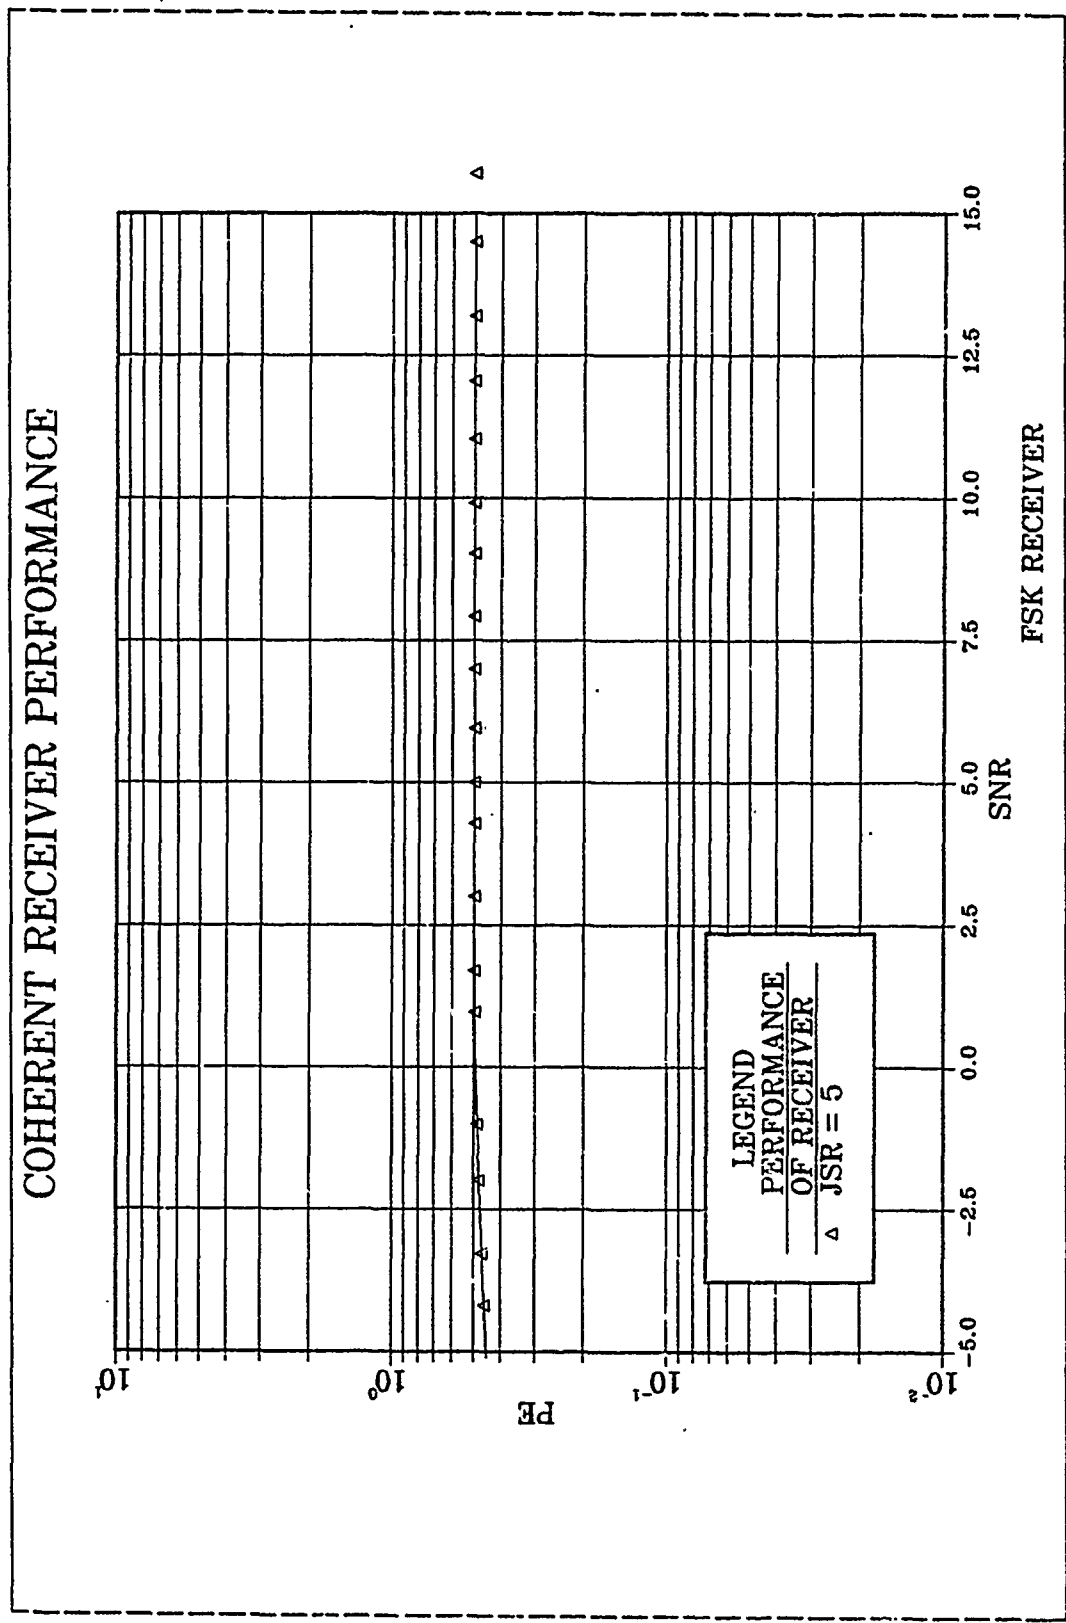 COHERENT RECEIVER PERFORMANCE
10¹
10⁰
10⁻¹
10⁻²
PE
-5.0 -2.5 0.0 2.5 5.0 7.5 10.0 12.5 15.0
SNR
FSK RECEIVER
LEGEND
PERFORMANCE
OF RECEIVER
△ JSR = 5